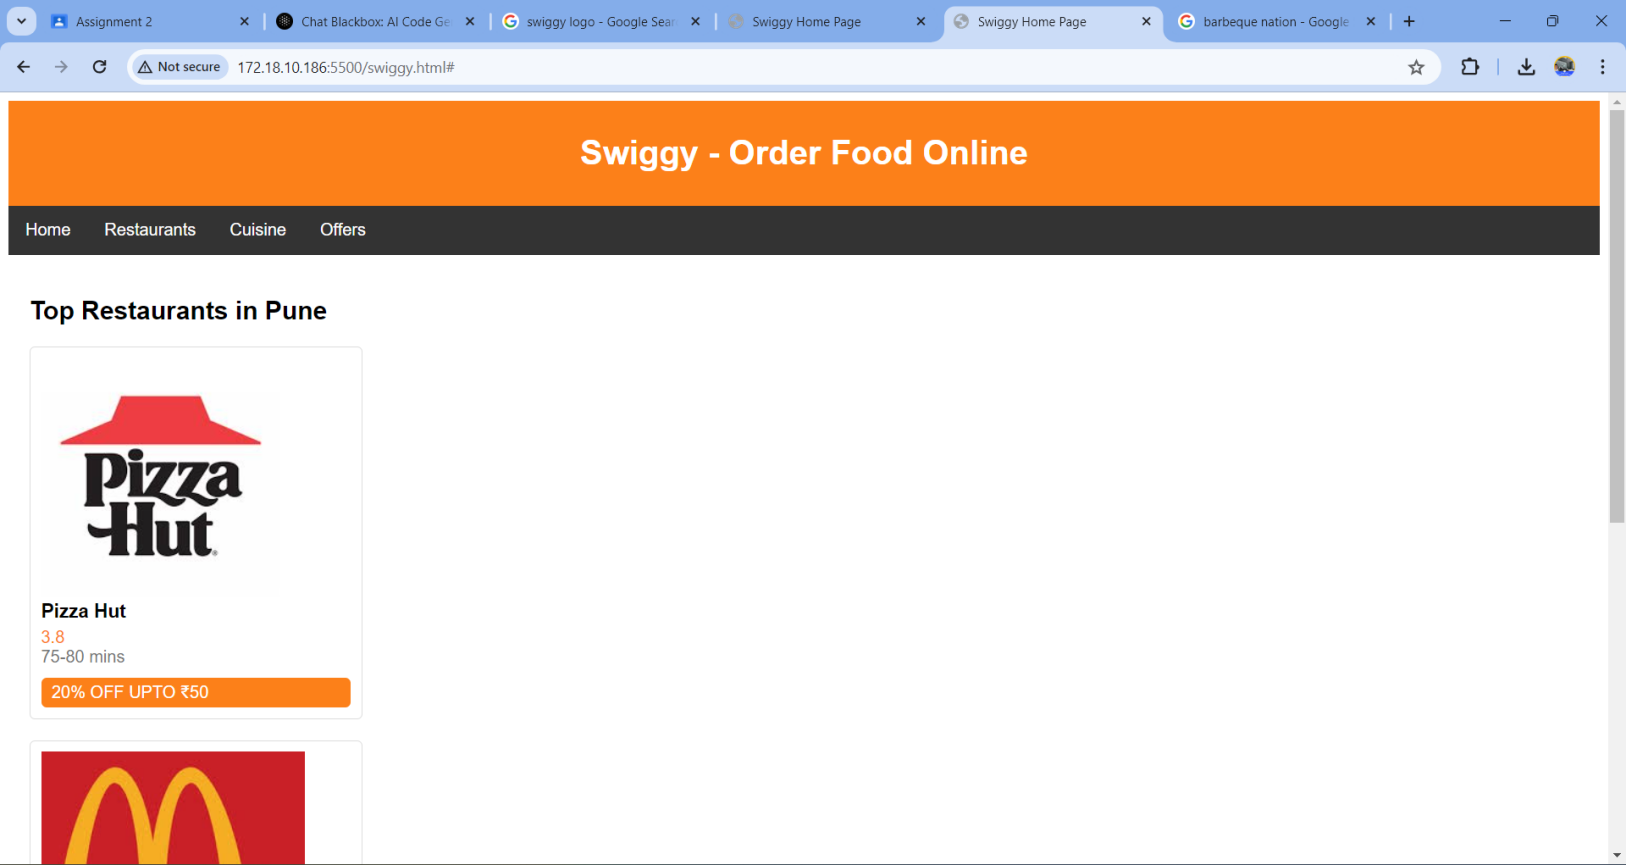 Assignment 2
Chat Blackbox: AI Code Ge
swiggy logo - Google Sear
Swiggy Home Page
Swiggy Home Page
barbeque nation - Google
Not secure
172.18.10.186:5500/swiggy.html#
Swiggy - Order Food Online
Home Restaurants Cuisine Offers
Top Restaurants in Pune
Pizza
Hut
Pizza Hut
3.8
75-80 mins
20% OFF UPTO ₹50